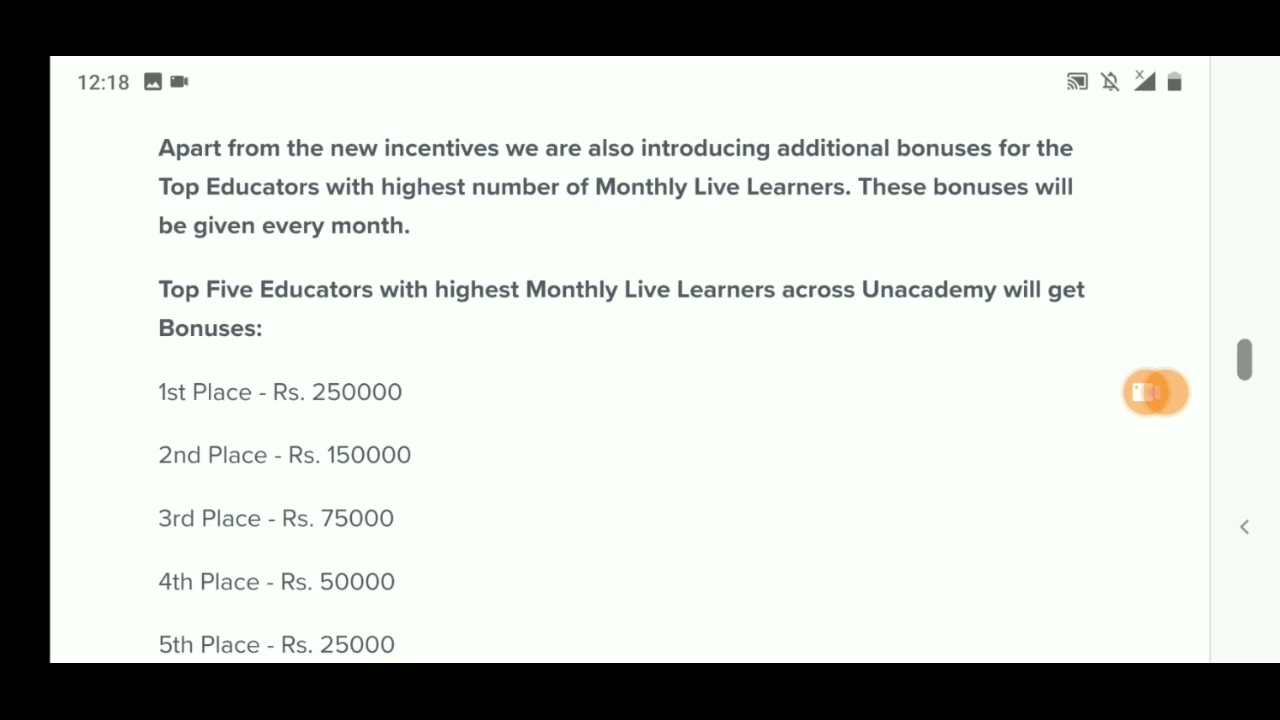 12:18
Apart from the new incentives we are also introducing additional bonuses for the
Top Educators with highest number of Monthly Live Learners. These bonuses will
be given every month.
Top Five Educators with highest Monthly Live Learners across Unacademy will get
Bonuses:
1st Place - Rs. 250000
2nd Place - Rs. 150000
3rd Place - Rs. 75000
4th Place - Rs. 50000
5th Place - Rs. 25000